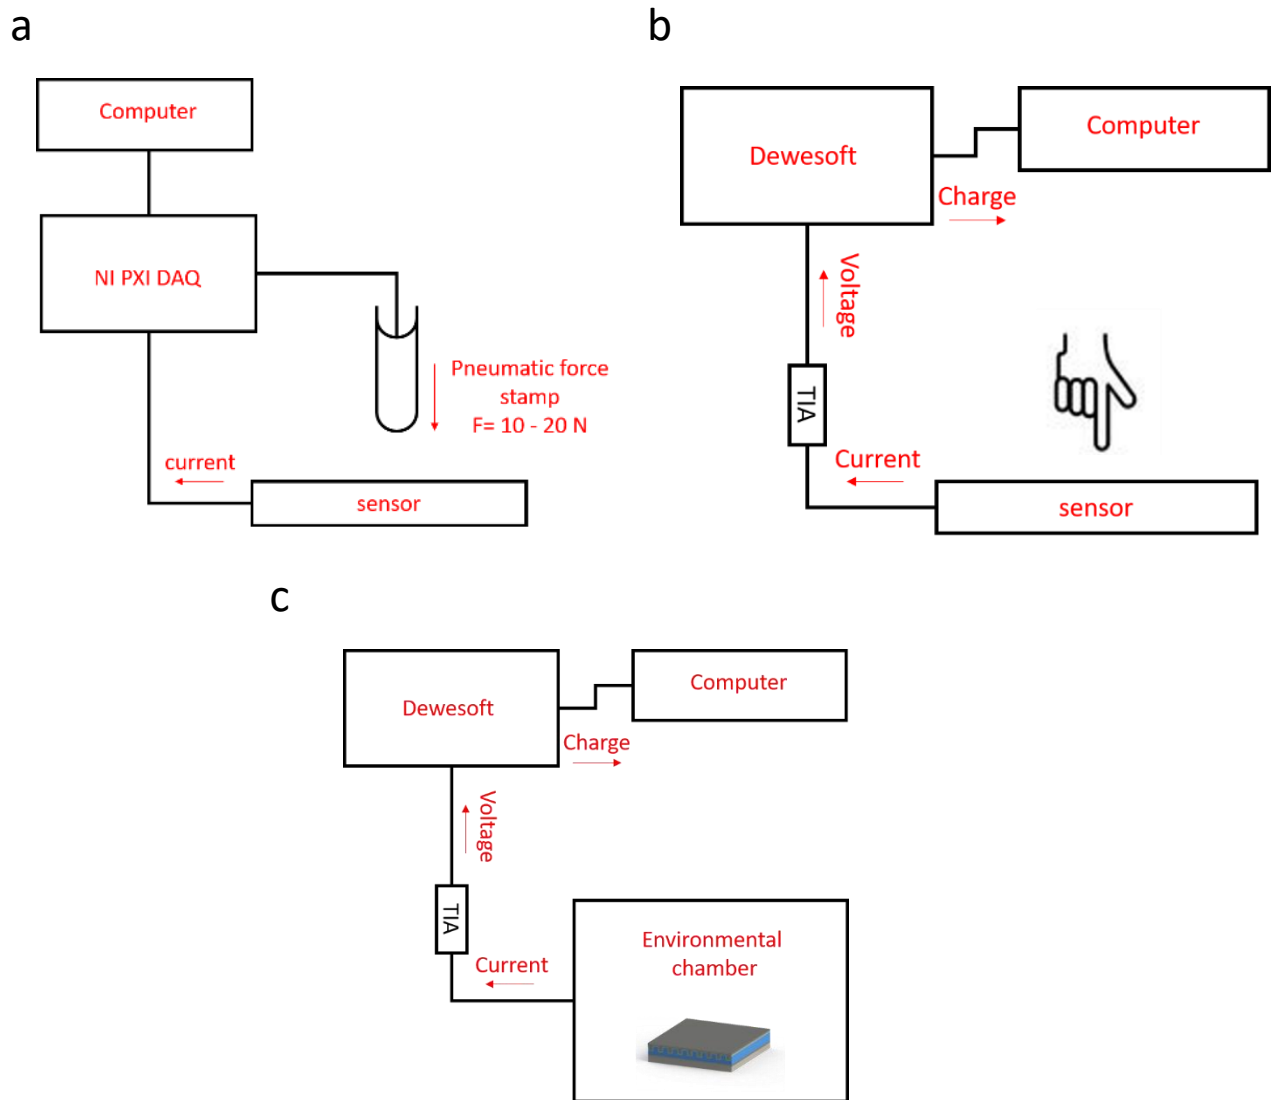 a
Computer
NI PXI DAQ
Pneumatic force
stamp
F= 10 - 20 N
current
sensor
b
Dewesoft
Computer
Charge
Voltage
TIA
Current
sensor
c
Dewesoft
Computer
Charge
Voltage
TIA
Current
Environmental
chamber